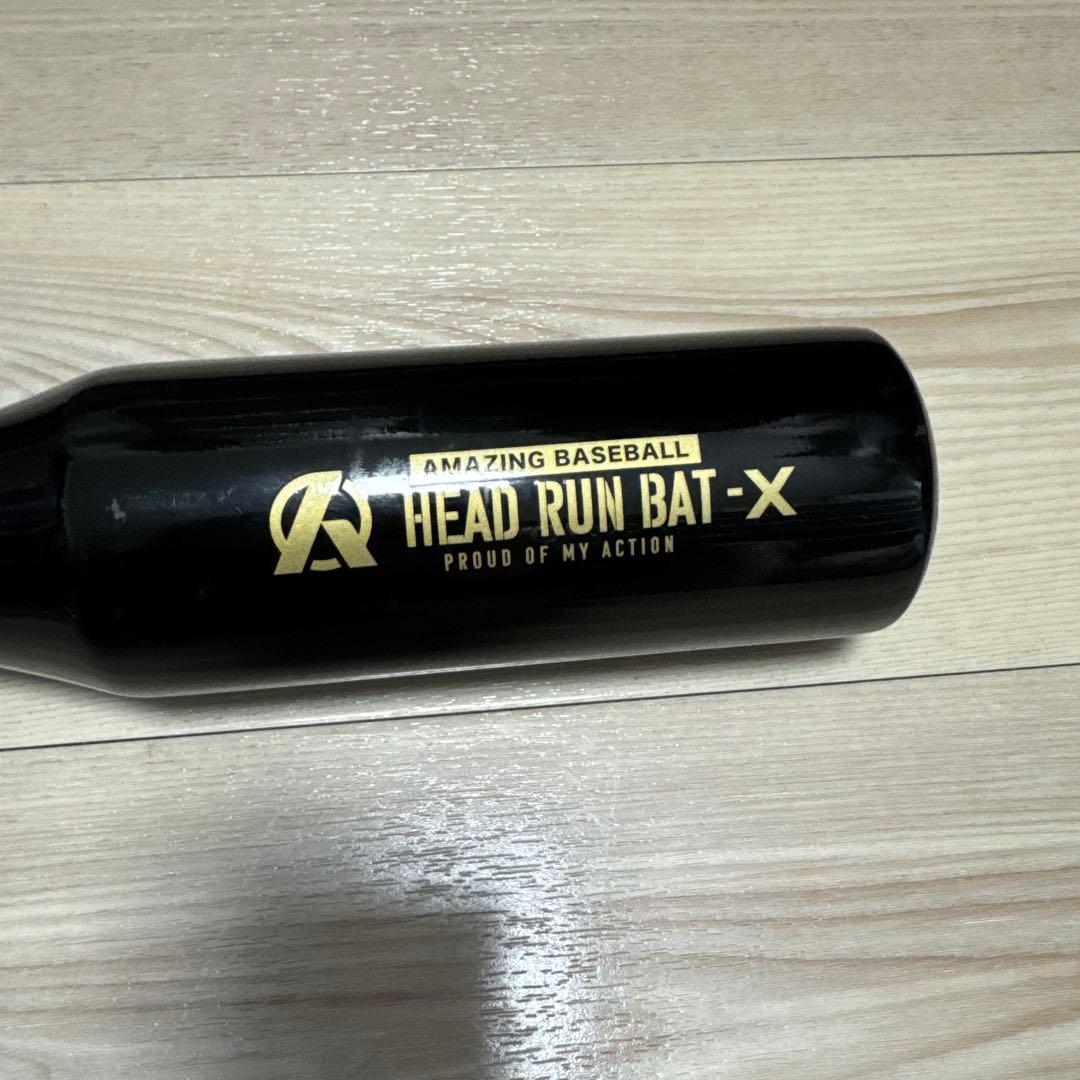 AMAZING BASEBALL
HEAD RUN BAT -X
PROUD OF MY ACTION